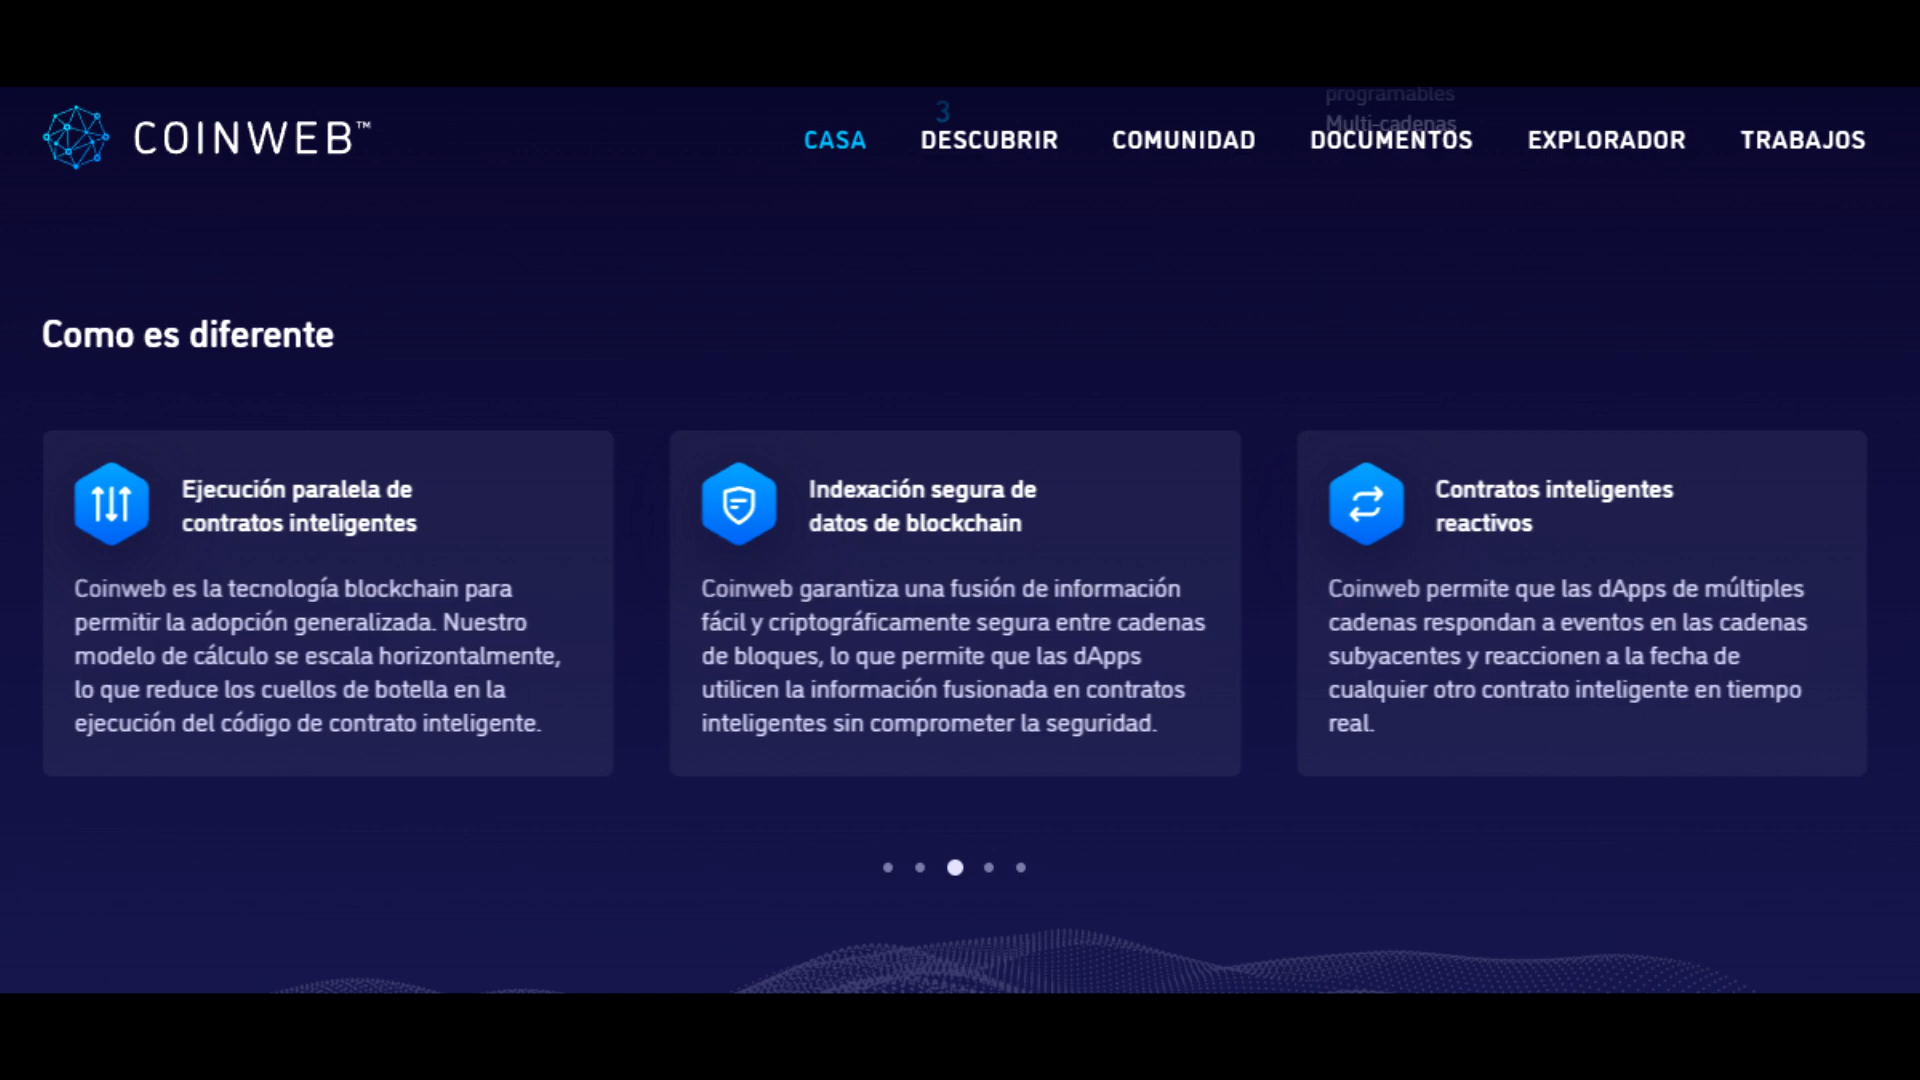 programables
3
Multi-cadenas
COINWEB™
CASA DESCUBRIR COMUNIDAD DOCUMENTOS EXPLORADOR TRABAJOS
Como es diferente
Ejecución paralela de
contratos inteligentes
Coinweb es la tecnología blockchain para
permitir la adopción generalizada. Nuestro
modelo de cálculo se escala horizontalmente,
lo que reduce los cuellos de botella en la
ejecución del código de contrato inteligente.
Indexación segura de
datos de blockchain
Coinweb garantiza una fusión de información
fácil y criptográficamente segura entre cadenas
de bloques, lo que permite que las dApps
utilicen la información fusionada en contratos
inteligentes sin comprometer la seguridad.
Contratos inteligentes
reactivos
Coinweb permite que las dApps de múltiples
cadenas respondan a eventos en las cadenas
subyacentes y reaccionen a la fecha de
cualquier otro contrato inteligente en tiempo
real.